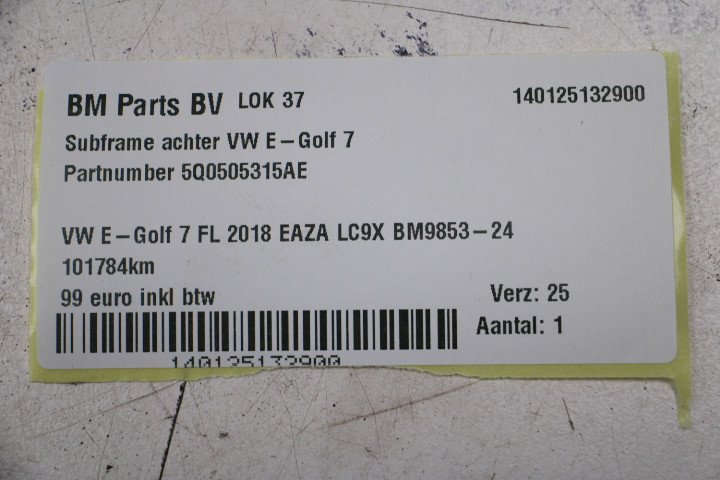 BM Parts BV LOK 37 140125132900
Subframe achter VW E-Golf 7
Partnumber 5Q0505315AE
VW E-Golf 7 FL 2018 EAZA LC9X BM9853-24
101784km
99 euro inkl btw Verz: 25
Aantal: 1
140125132900